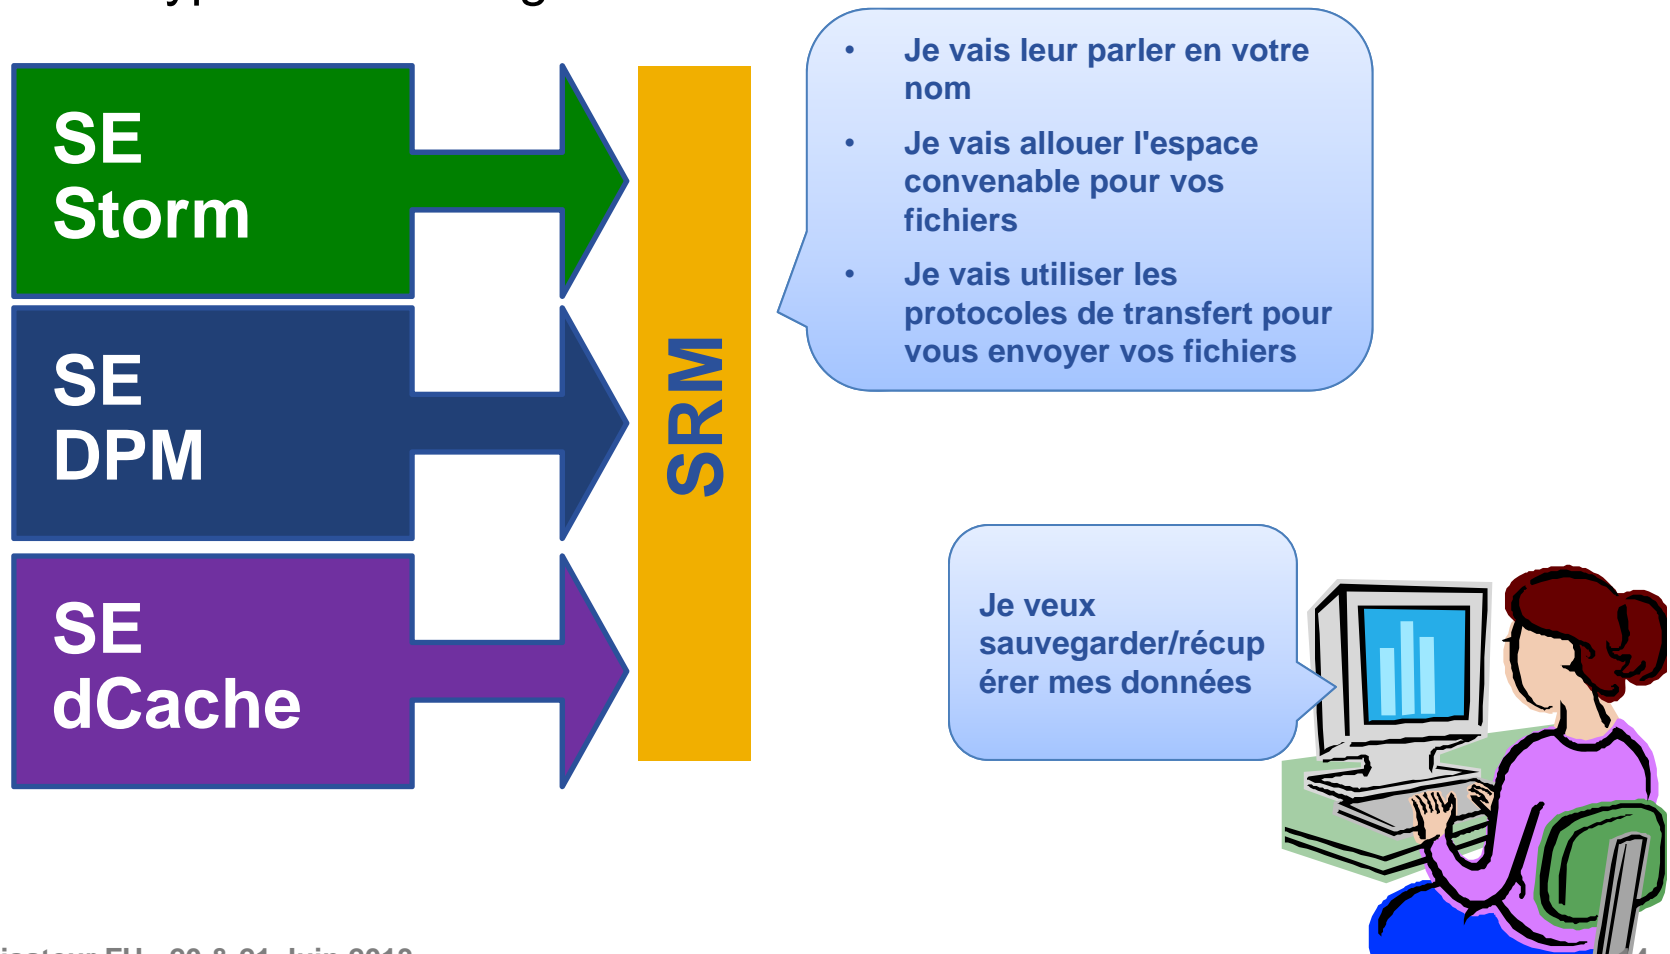 SE
Storm
SE
DPM
SE
dCache
SRM
• Je vais leur parler en votre
nom
• Je vais allouer l'espace
convenable pour vos
fichiers
• Je vais utiliser les
protocoles de transfert pour
vous envoyer vos fichiers
Je veux
sauvegarder/récup
érer mes données